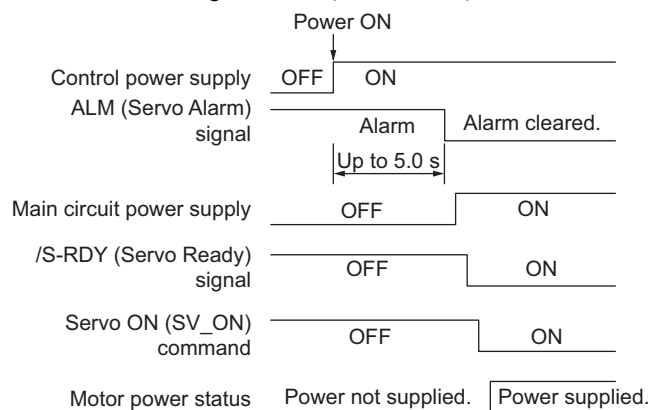 Power ON
Control power supply OFF ON
ALM (Servo Alarm)
signal
Alarm Alarm cleared.
Up to 5.0 s
Main circuit power supply OFF ON
/S-RDY (Servo Ready)
signal
OFF ON
Servo ON (SV_ON)
command
OFF ON
Motor power status Power not supplied. Power supplied.